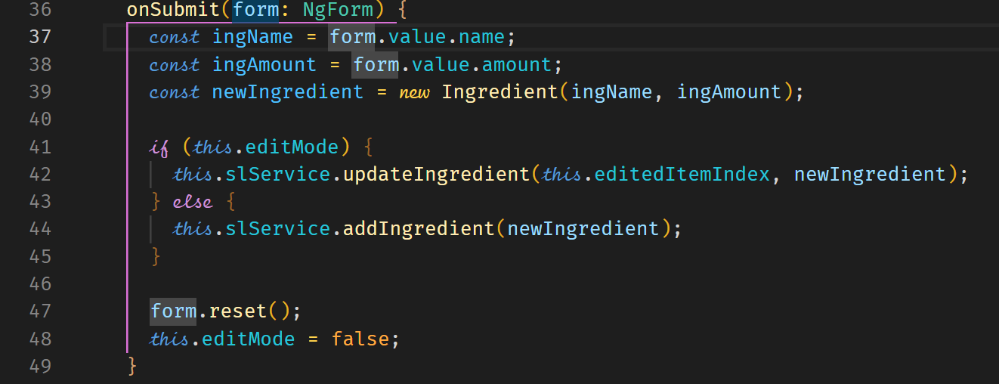 36 onSubmit(form: NgForm) {
37 const ingName = form.value.name;
38 const ingAmount = form.value.amount;
39 const newIngredient = new Ingredient(ingName, ingAmount);
40
41 if (this.editMode) {
42 this.slService.updateIngredient(this.editedItemIndex, newIngredient);
43 } else {
44 this.slService.addIngredient(newIngredient);
45 }
46
47 form.reset();
48 this.editMode = false;
49 }